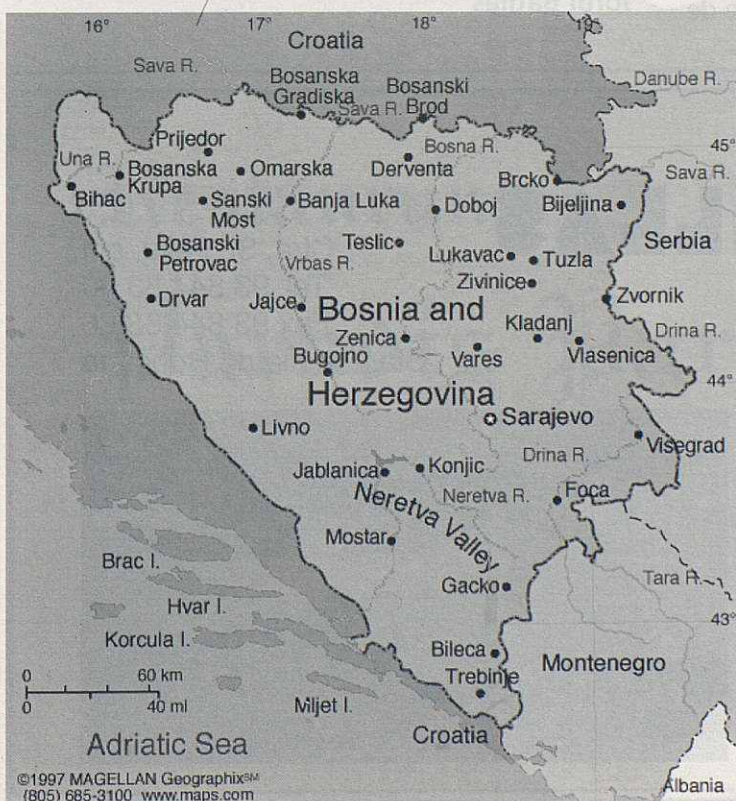 16° 17° 18° 19°
Croatia
Sava R.
Danube R.
Bosanska
Gradiska
Bosanski
Brod
Sava R.
45°
Prijedor
Bosna R.
Una R.
Bosanska
Krupa
Omarska
Derventa
Sava R.
Brcko
Bihac
Sanski
Most
Banja Luka
Doboj
Bijeljina
Serbia
Bosanski
Petrovac
Teslic
Vrbas R.
Lukavac
Tuzla
Zivinice
Drvar
Jajce
Bosnia and
Zvornik
Kladanj
Drina R.
Zenica
Vares
Vlasenica
Bugojno
44°
Herzegovina
Sarajevo
Livno
Visegrad
Drina R.
Jablanica
Konjic
Neretva R.
Foca
Neretva Valley
Mostar
Brac I.
Tara R.
Gacko
Hvar I.
43°
Korcula I.
Bileca
Montenegro
0 60 km
0 40 mi
Trebinje
Mljet I.
Adriatic Sea
Croatia
©1997 MAGELLAN Geographix℠
(805) 685-3100 www.maps.com
Albania